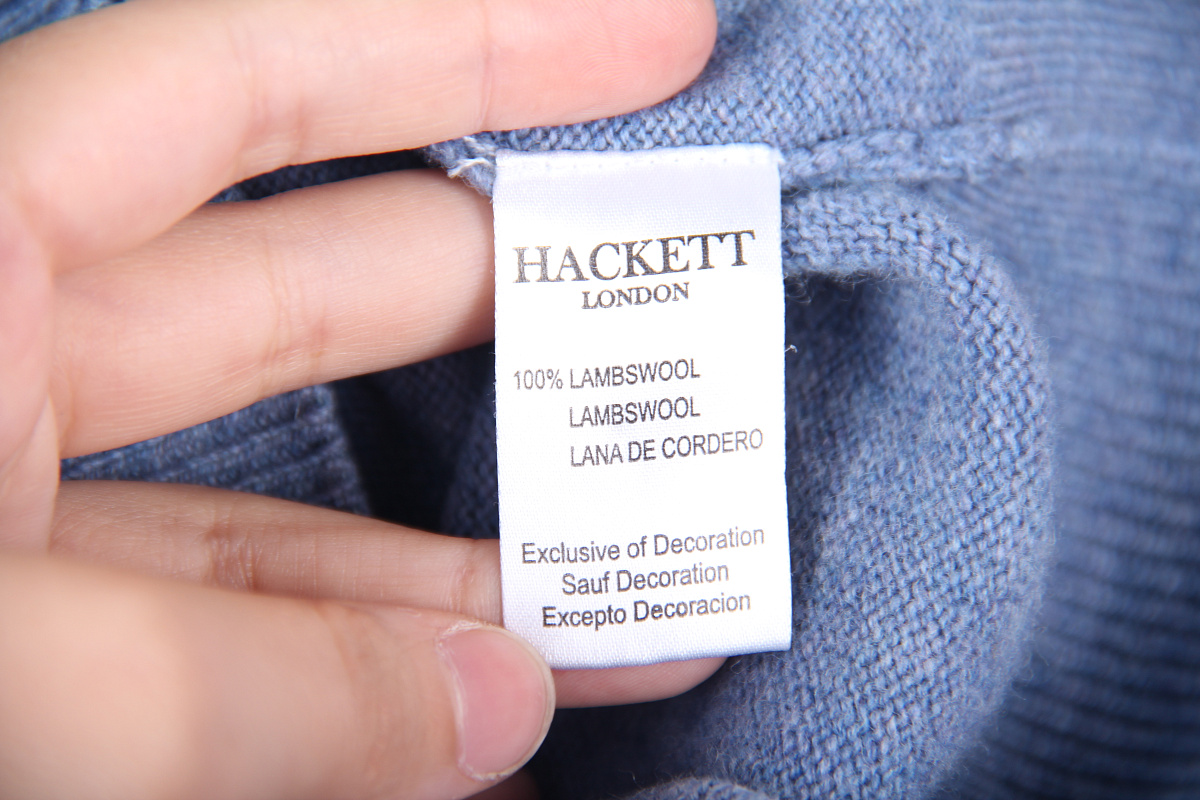 HACKETT
LONDON
100% LAMBSWOOL
LAMBSWOOL
LANA DE CORDERO
Exclusive of Decoration
Sauf Decoration
Excepto Decoracion